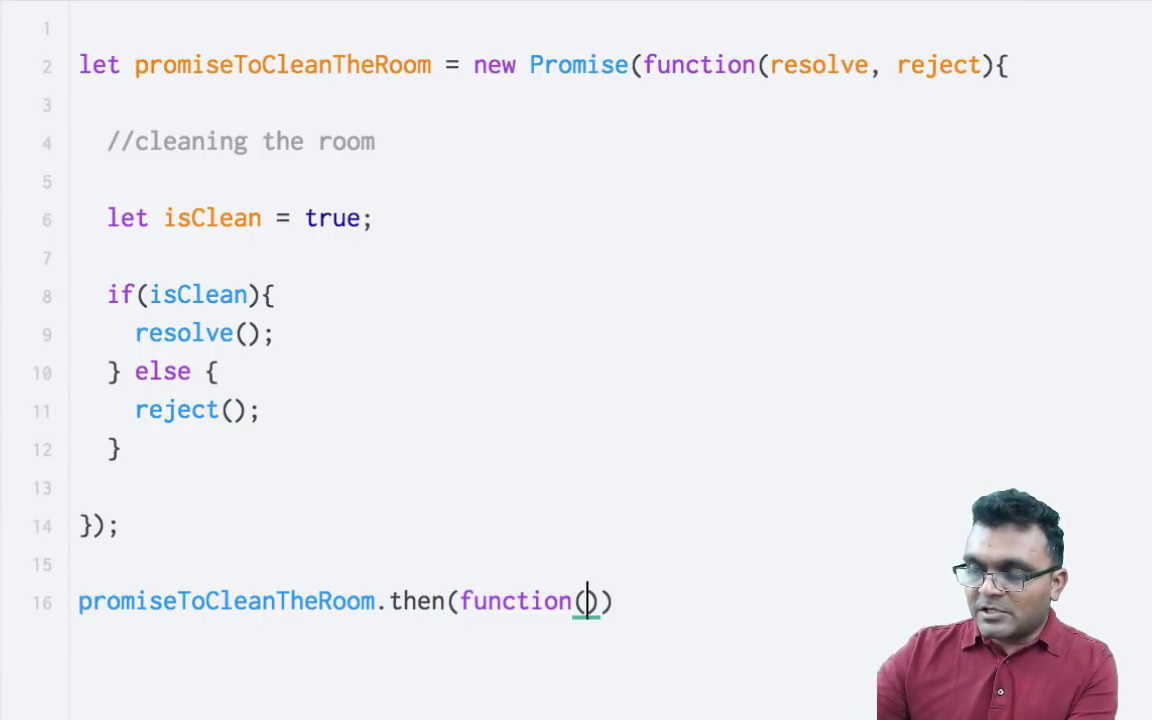 1
2 let promiseToCleanTheRoom = new Promise(function(resolve, reject){
3
4 //cleaning the room
5
6 let isClean = true;
7
8 if(isClean){
9 resolve();
10 } else {
11 reject();
12 }
13
14 });
15
16 promiseToCleanTheRoom.then(function())